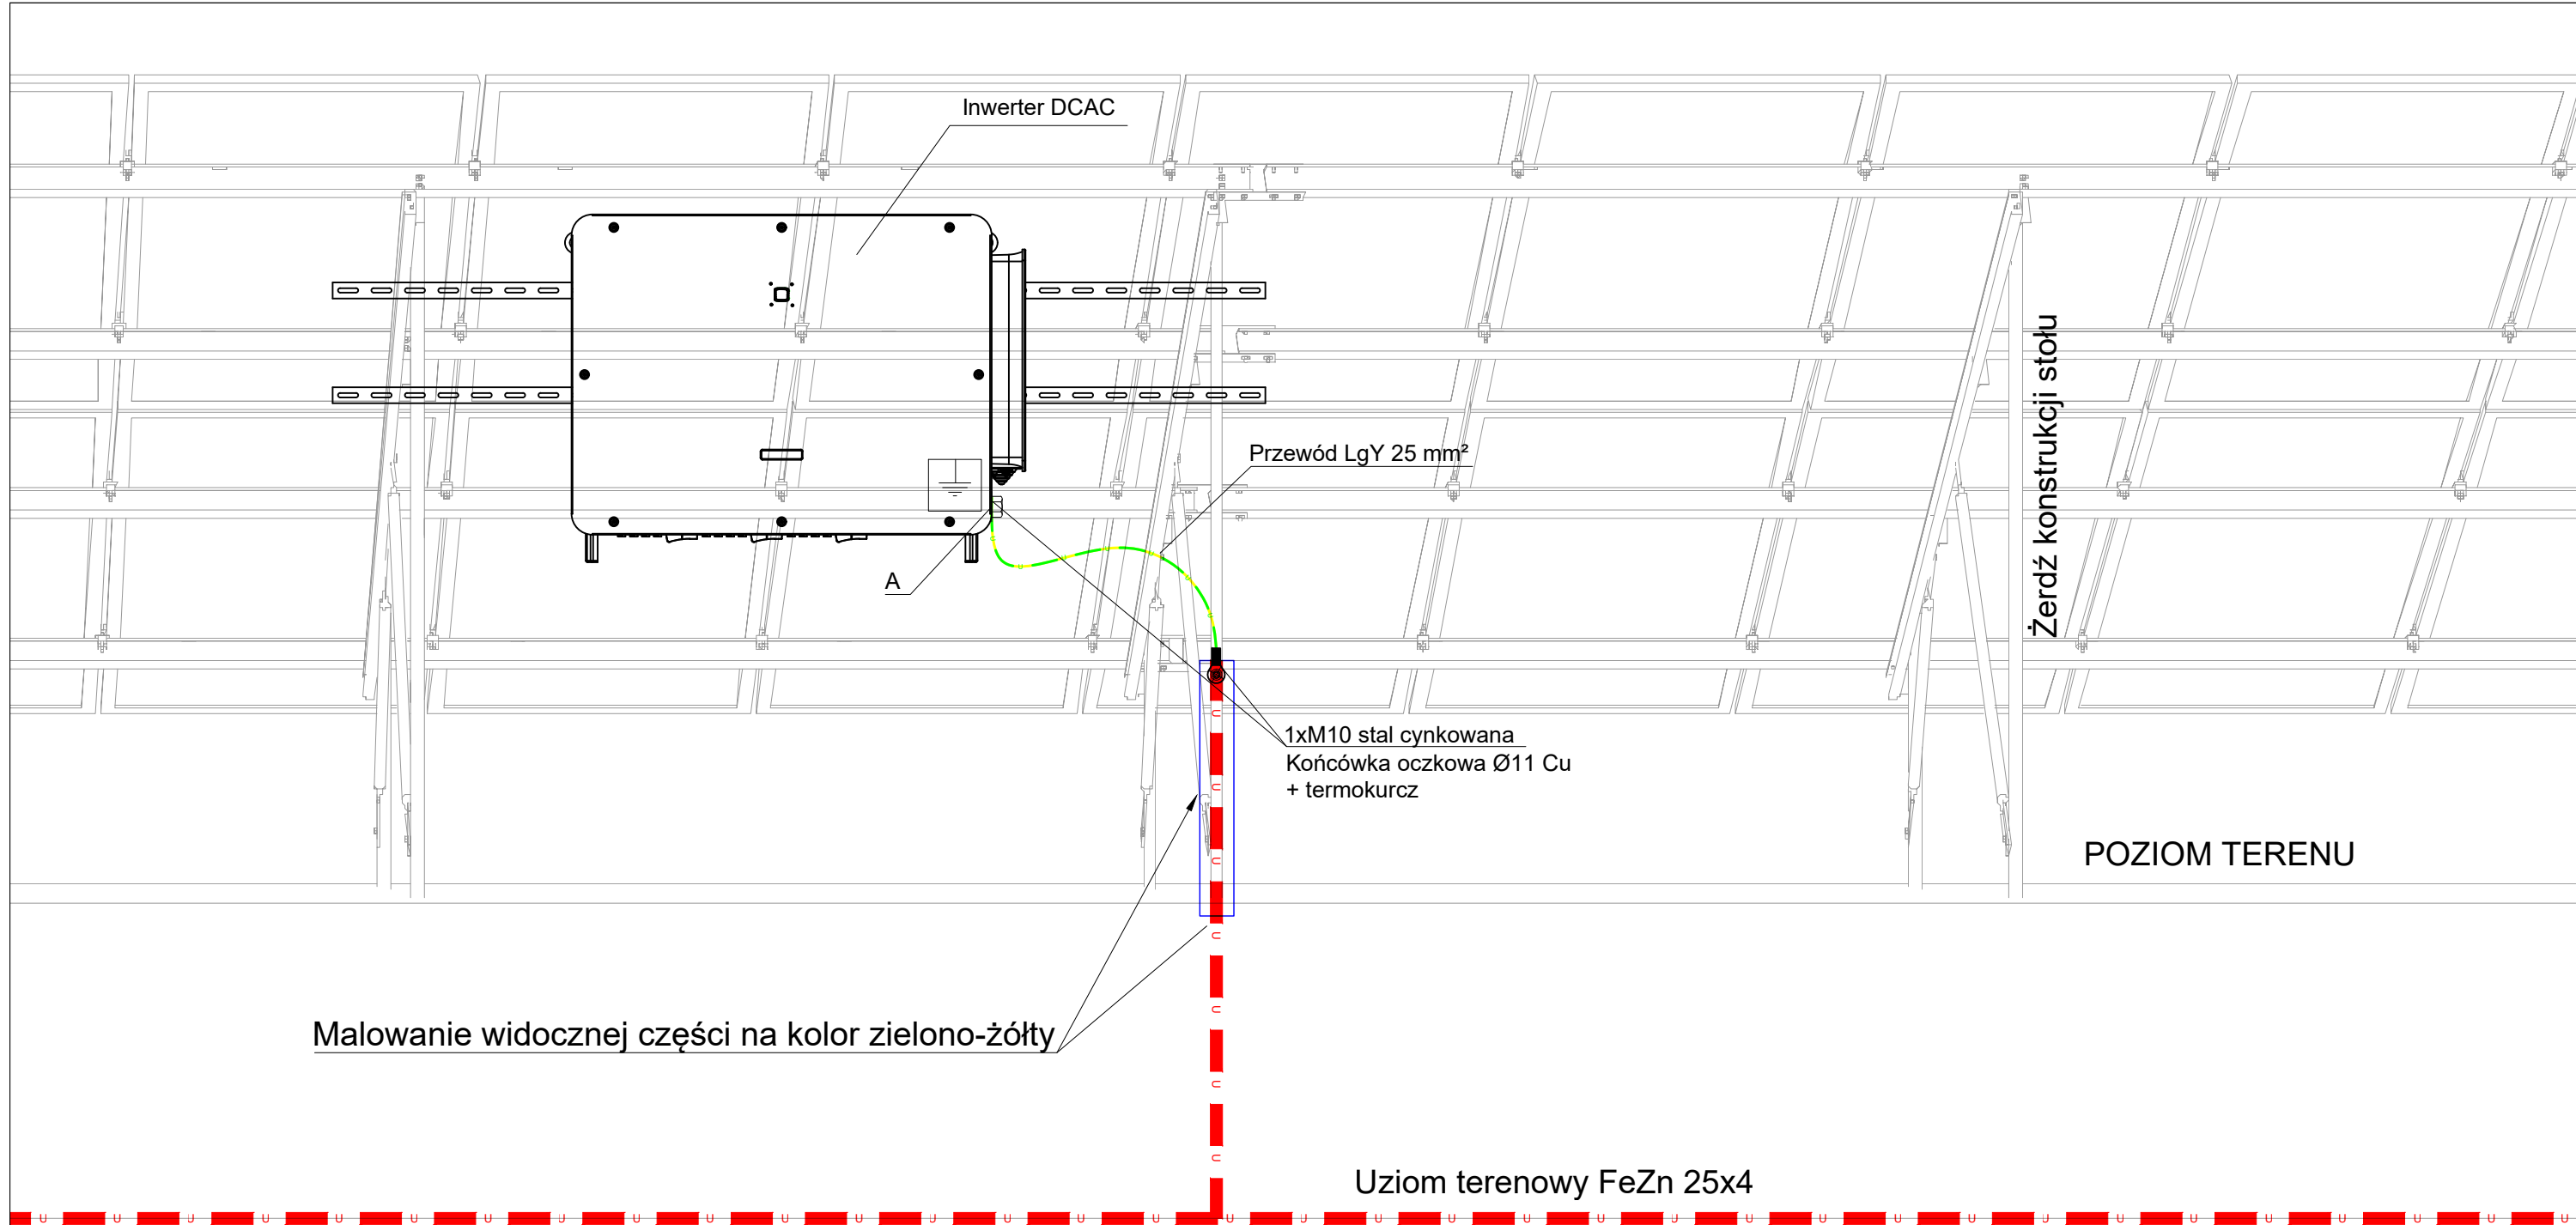 Inwerter DCAC
Przewód LgY 25 mm²
Żerdź konstrukcji stołu
A
1xM10 stal cynkowana
Końcówka oczkowa Ø11 Cu
+ termokurcz
POZIOM TERENU
Malowanie widocznej części na kolor zielono-żółty
Uziom terenowy FeZn 25x4